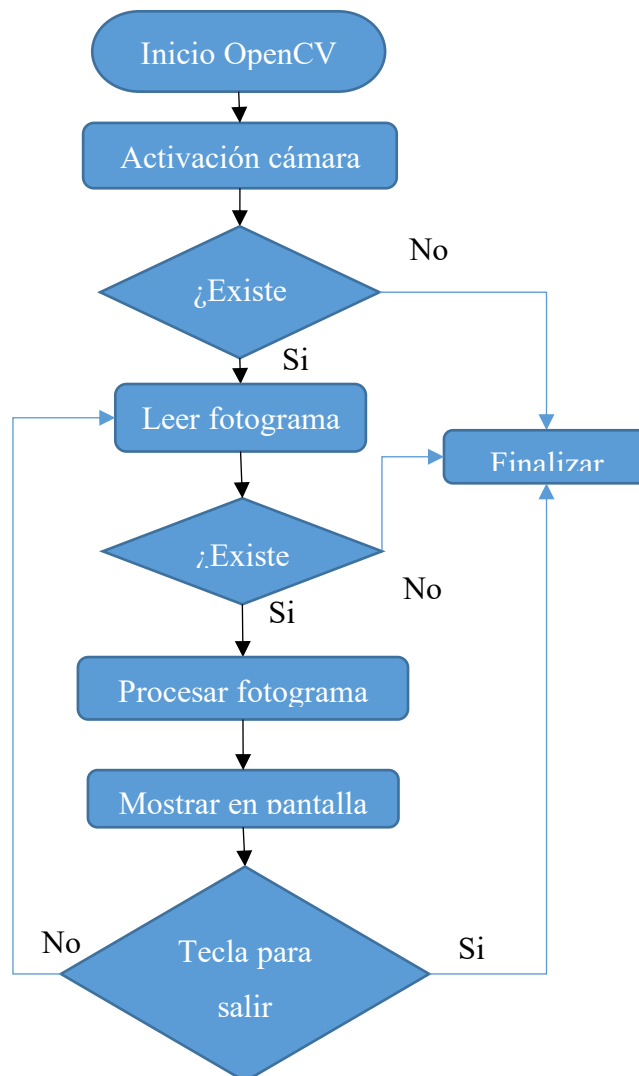 Inicio OpenCV
Activación cámara
No
¿Existe
Si
Leer fotograma
Finalizar
¿Existe
No
Si
Procesar fotograma
Mostrar en pantalla
No
Tecla para
salir
Si